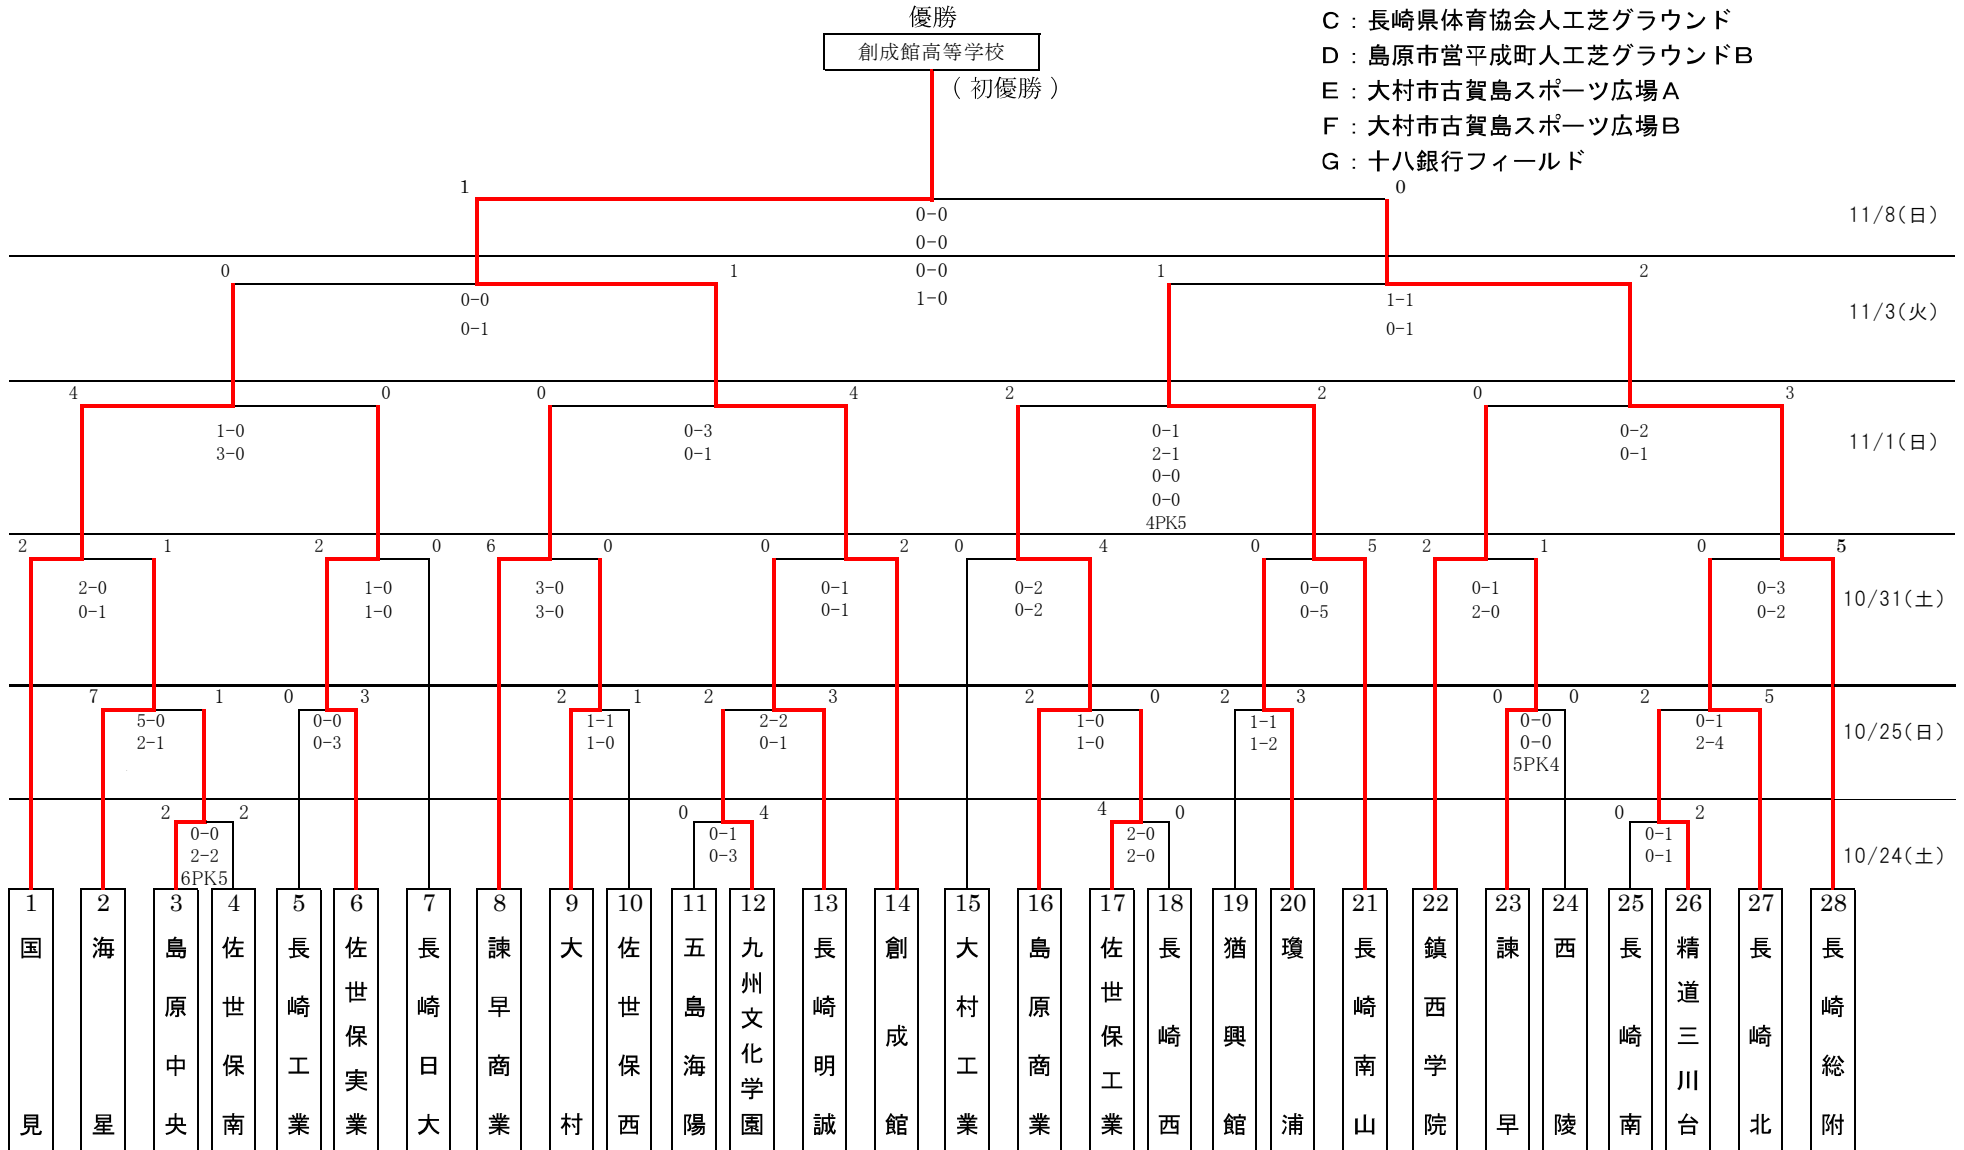 優勝
創成館高等学校
（ 初優勝 ）
C : 長崎県体育協会人工芝グラウンド
D : 島原市営平成町人工芝グラウンドB
E : 大村市古賀島スポーツ広場A
F : 大村市古賀島スポーツ広場B
G : 十八銀行フィールド
1 0
0-0
0-0
0-0
1-0
11/8(日)
0 1 1 2
0-0 1-1
0-1 0-1
11/3(火)
4 0 0 4 2 2 0 3
1-0 0-3 0-1 0-2
3-0 0-1 2-1 0-1
0-0
0-0
4PK5
11/1(日)
2 1 2 0 6 0 0 2 0 4 0 5 2 1 0 5
2-0 1-0 3-0 0-1 0-2 0-0 0-1 0-3
0-1 1-0 3-0 0-1 0-2 0-5 2-0 0-2
10/31(土)
7 1 0 3 2 1 2 3 2 0 2 3 0 0 2 5
5-0 0-0 1-1 2-2 1-0 1-1 0-0 0-1
2-1 0-3 1-0 0-1 1-0 1-2 0-0 2-4
5PK4
10/25(日)
2 2 0 4 4 0 0 2
0-0 0-1 2-0 0-1
2-2 0-3 2-0 0-1
6PK5
10/24(土)
1 国見
2 海星
3 島原中央
4 佐世保南
5 長崎工業
6 佐世保実業
7 長崎日大
8 諫早商業
9 大村
10 佐世保西
11 五島海陽
12 九州文化学園
13 長崎明誠
14 創成館
15 大村工業
16 島原商業
17 佐世保工業
18 長崎西
19 猶興館
20 瓊浦
21 長崎南山
22 鎮西学院
23 諫早
24 西陵
25 長崎南
26 精道三川台
27 長崎北
28 長崎総附